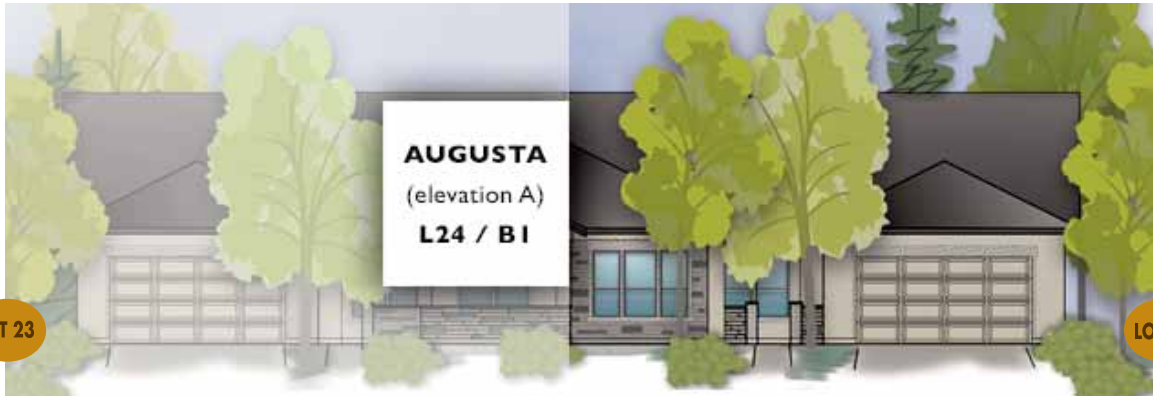 AUGUSTA
(elevation A)
L24 / B1
T 23
LO